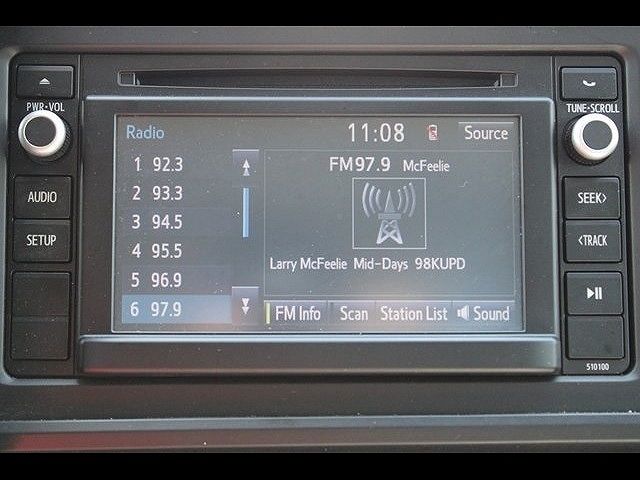 PWR•VOL
TUNE•SCROLL
Radio
11:08
Source
1 92.3
2 93.3
3 94.5
4 95.5
5 96.9
6 97.9
FM97.9 McFeelie
Larry McFeelie Mid-Days 98KUPD
FM Info
Scan
Station List
Sound
AUDIO
SETUP
SEEK>
<TRACK
510100